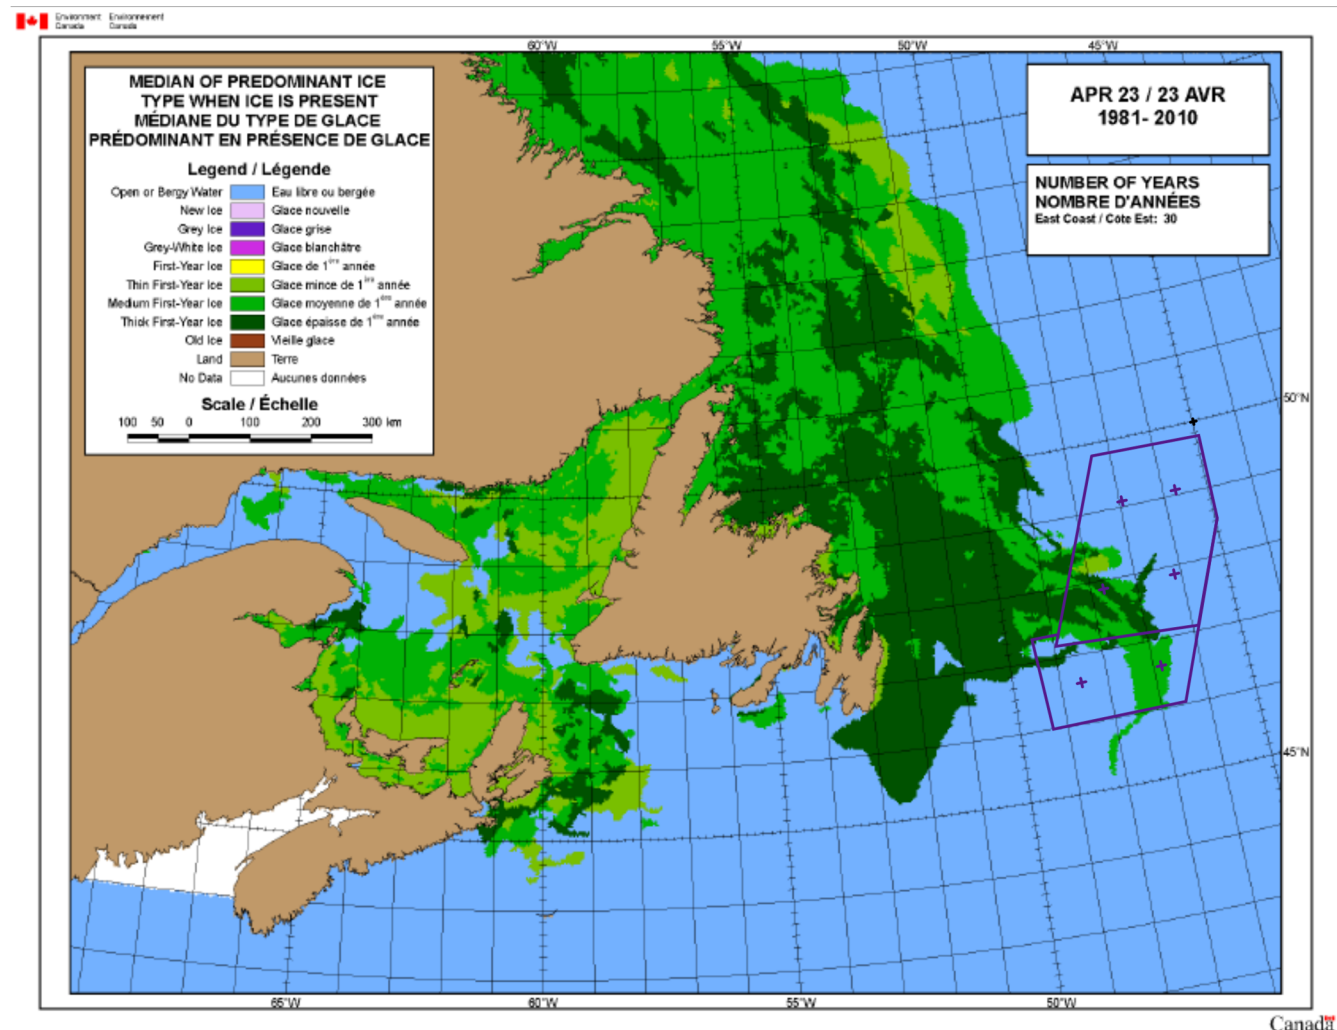 Environment Environnement
Canada Canada
60°W 55°W 50°W 45°W
MEDIAN OF PREDOMINANT ICE
TYPE WHEN ICE IS PRESENT
MÉDIANE DU TYPE DE GLACE
PRÉDOMINANT EN PRÉSENCE DE GLACE
Legend / Légende
Open or Bergy Water Eau libre ou bergée
New Ice Glace nouvelle
Grey Ice Glace grise
Grey-White Ice Glace blanchâtre
First-Year Ice Glace de 1ère année
Thin First-Year Ice Glace mince de 1ère année
Medium First-Year Ice Glace moyenne de 1ère année
Thick First-Year Ice Glace épaisse de 1ère année
Old Ice Vieille glace
Land Terre
No Data Aucunes données
Scale / Échelle
100 50 0 100 200 300 km
APR 23 / 23 AVR
1981- 2010
NUMBER OF YEARS
NOMBRE D'ANNÉES
East Coast / Côte Est: 30
50°N
45°N
65°W 60°W 55°W 50°W
Canada